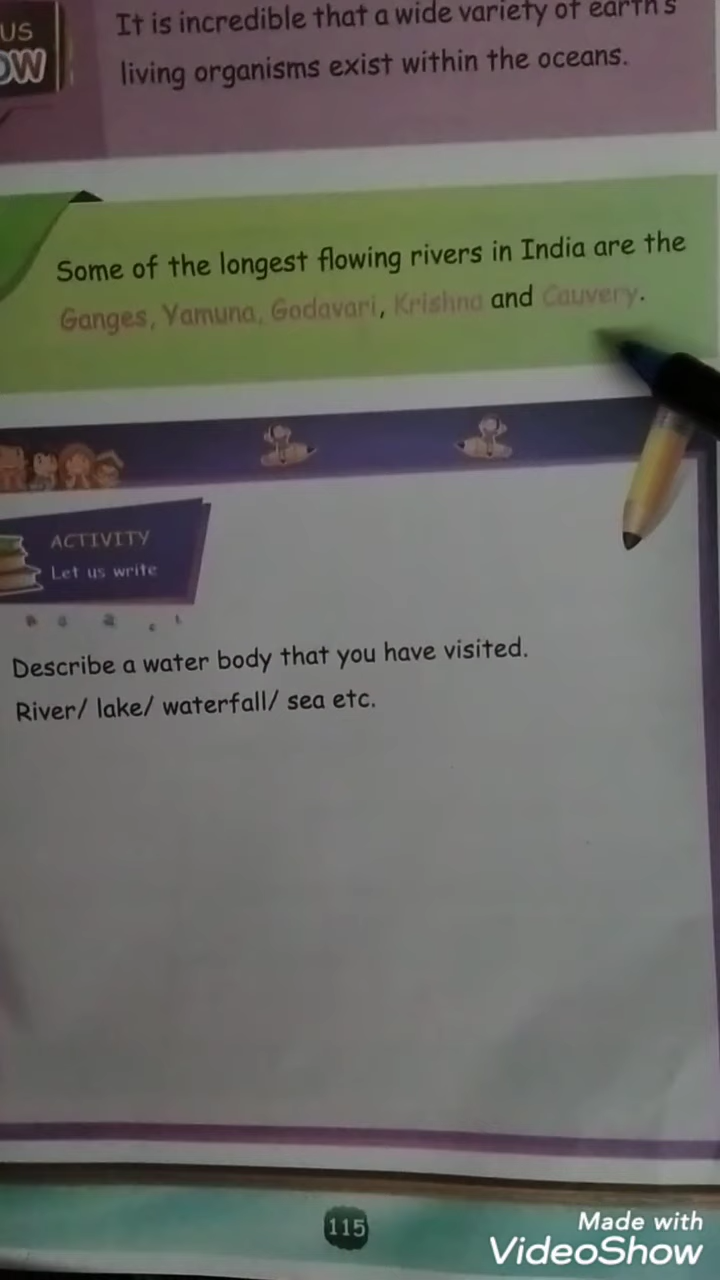 US
OW
It is incredible that a wide variety of earth's
living organisms exist within the oceans.
Some of the longest flowing rivers in India are the
Ganges, Yamuna, Godavari, Krishna and Cauvery.
ACTIVITY
Let us write
Describe a water body that you have visited.
River/ lake/ waterfall/ sea etc.
115
Made with
VideoShow